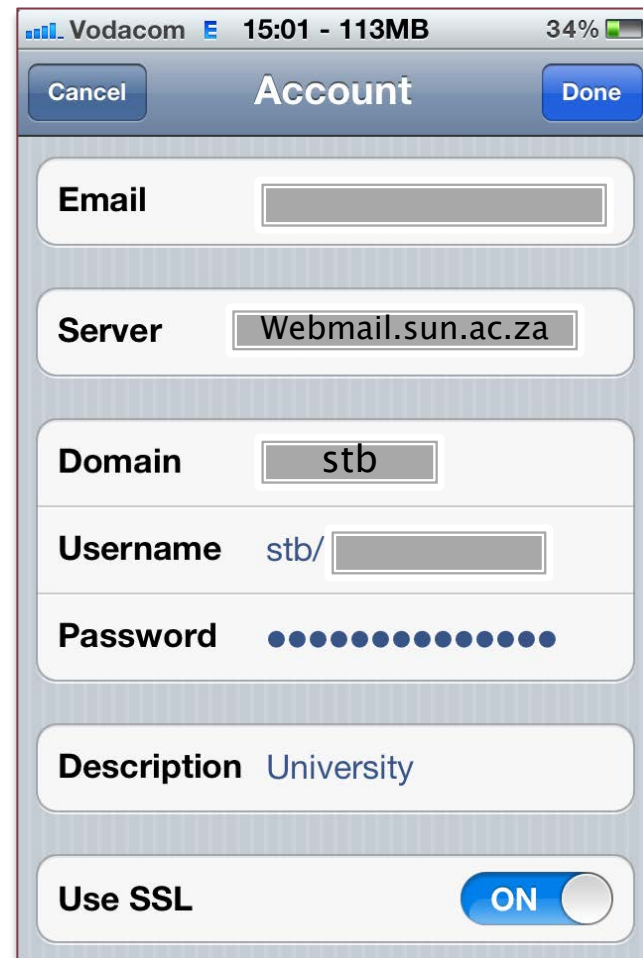 Vodacom E 15:01 - 113MB 34%
Cancel Account Done
Email
Server Webmail.sun.ac.za
Domain stb
Username stb/
Password ●●●●●●●●●●●●●●
Description University
Use SSL ON